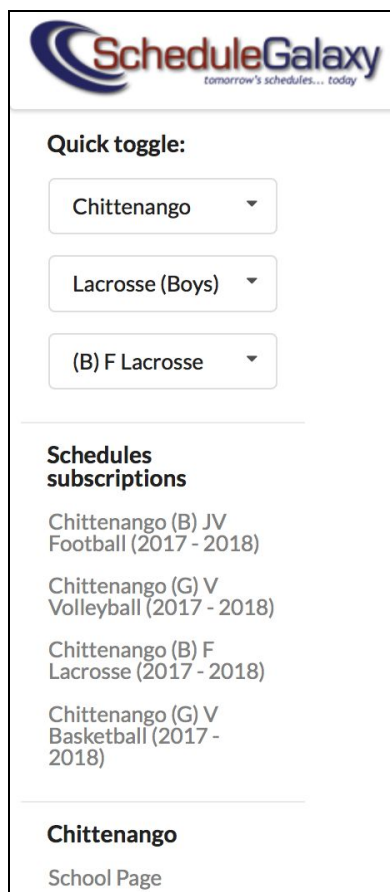 ScheduleGalaxy
tomorrow's schedules... today
Quick toggle:
Chittenango
Lacrosse (Boys)
(B) F Lacrosse
Schedules
subscriptions
Chittenango (B) JV
Football (2017 - 2018)
Chittenango (G) V
Volleyball (2017 - 2018)
Chittenango (B) F
Lacrosse (2017 - 2018)
Chittenango (G) V
Basketball (2017 -
2018)
Chittenango
School Page